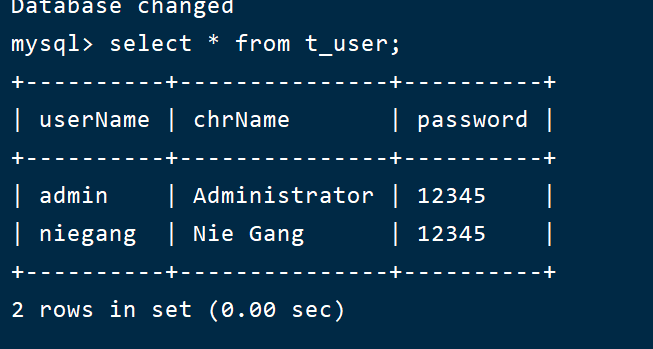 Database changed
mysql> select * from t_user;
+----------+---------------+----------+
| userName | chrName       | password |
+----------+---------------+----------+
| admin    | Administrator | 12345    |
| niegang  | Nie Gang      | 12345    |
+----------+---------------+----------+
2 rows in set (0.00 sec)